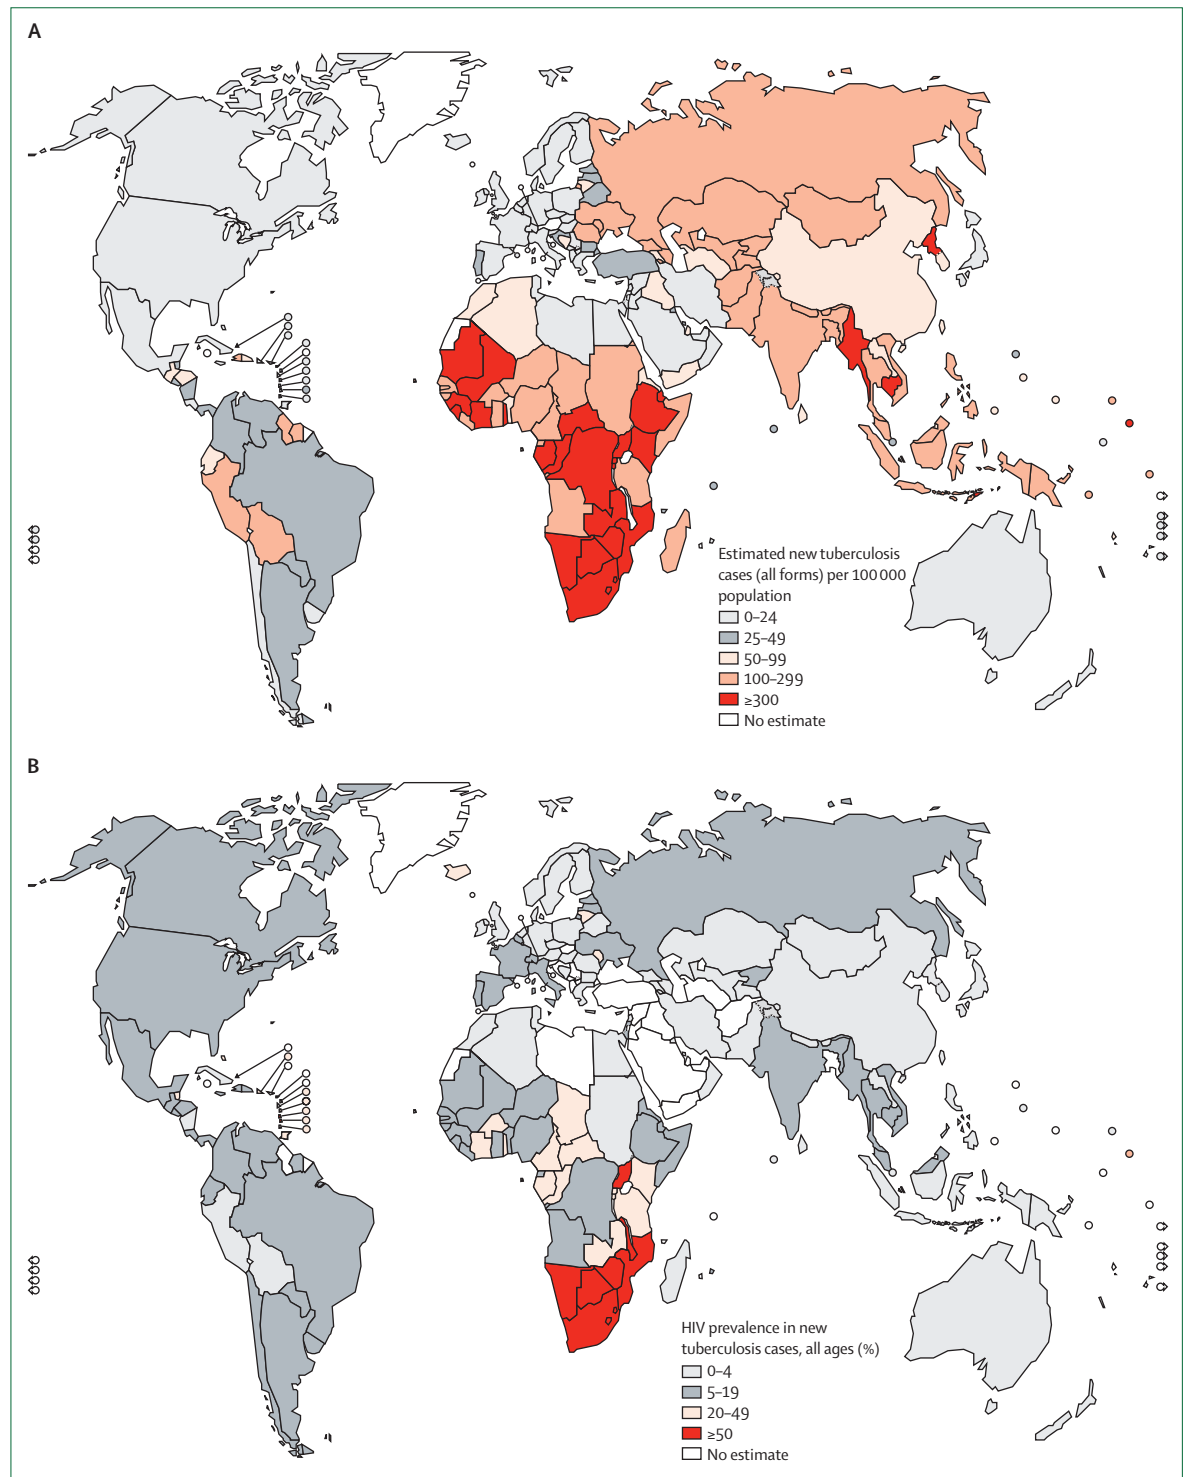 A
Estimated new tuberculosis
cases (all forms) per 100 000
population
0–24
25–49
50–99
100–299
≥300
No estimate
B
HIV prevalence in new
tuberculosis cases, all ages (%)
0–4
5–19
20–49
≥50
No estimate